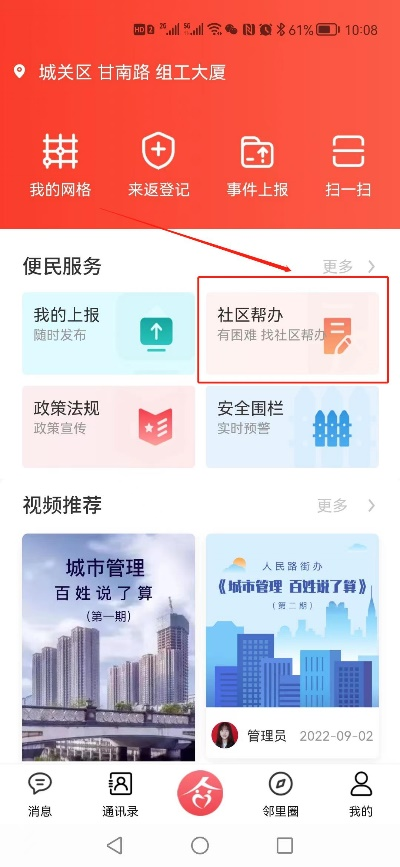 HD 2 2G 5G 61% 10:08
城关区 甘南路 组工大厦
我的网格 来返登记 事件上报 扫一扫
便民服务 更多
我的上报 社区帮办
随时发布 有困难 找社区帮办
政策法规 安全围栏
政策宣传 实时预警
视频推荐 更多
城市管理
百姓说了算
(第一期)
人民路街办
《城市管理 百姓说了算》
(第二期)
管理员 2022-09-02
消息 通讯录 邻里圈 我的